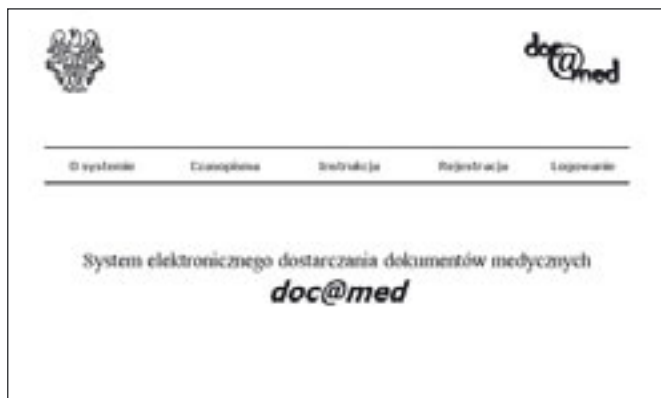 doc@med
O systemie Czasopisma Instrukcja Rejestracja Logowanie
System elektronicznego dostarczania dokumentów medycznych
doc@med